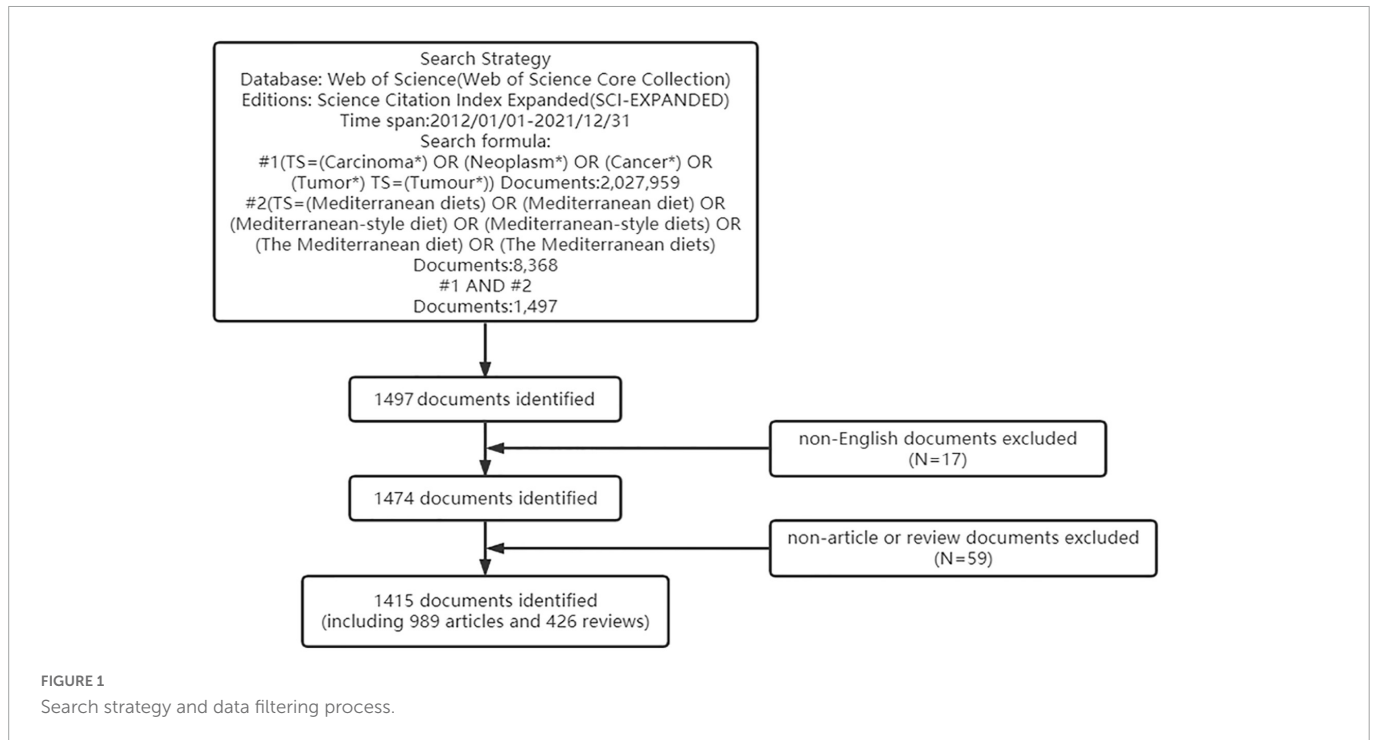 Search Strategy
Database: Web of Science(Web of Science Core Collection)
Editions: Science Citation Index Expanded(SCI-EXPANDED)
Time span:2012/01/01-2021/12/31
Search formula:
#1(TS=(Carcinoma*) OR (Neoplasm*) OR (Cancer*) OR
(Tumor*) TS=(Tumour*)) Documents:2,027,959
#2(TS=(Mediterranean diets) OR (Mediterranean diet) OR
(Mediterranean-style diet) OR (Mediterranean-style diets) OR
(The Mediterranean diet) OR (The Mediterranean diets)
Documents:8,368
#1 AND #2
Documents:1,497
1497 documents identified
non-English documents excluded
(N=17)
1474 documents identified
non-article or review documents excluded
(N=59)
1415 documents identified
(including 989 articles and 426 reviews)
FIGURE 1
Search strategy and data filtering process.